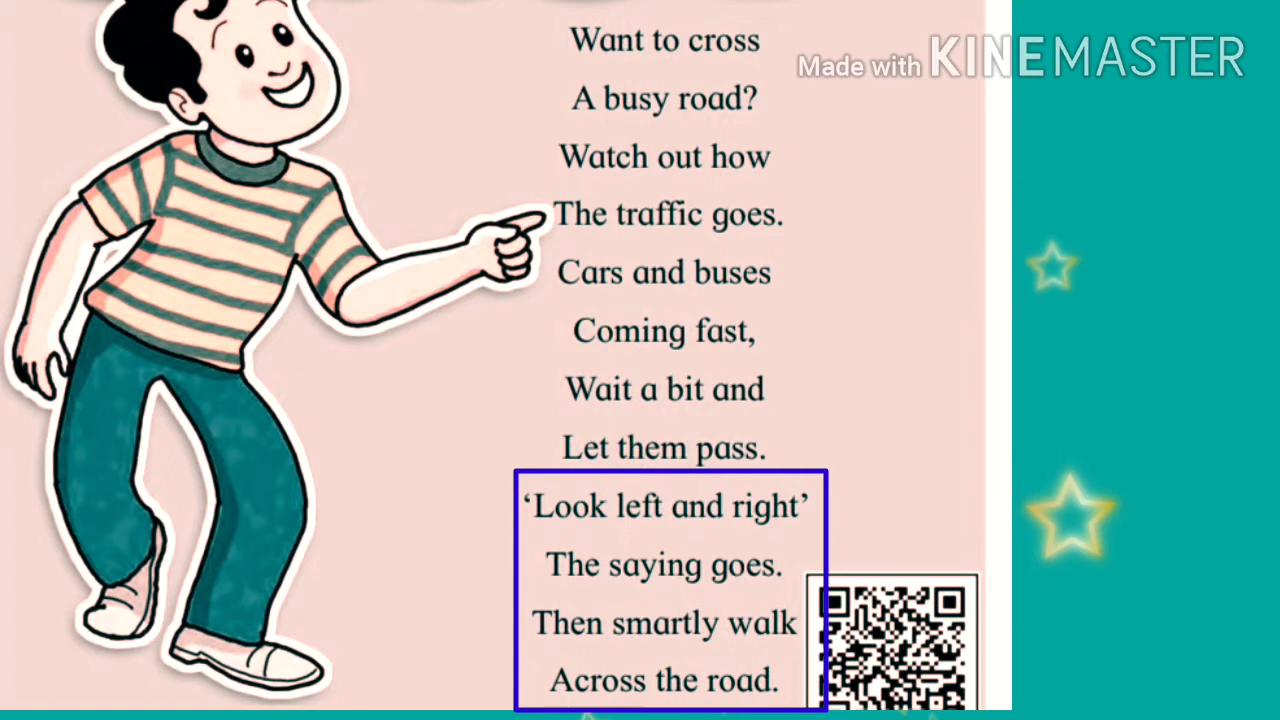 Want to cross
Made with KINEMASTER
A busy road?
Watch out how
The traffic goes.
Cars and buses
Coming fast,
Wait a bit and
Let them pass.
‘Look left and right’
The saying goes.
Then smartly walk
Across the road.